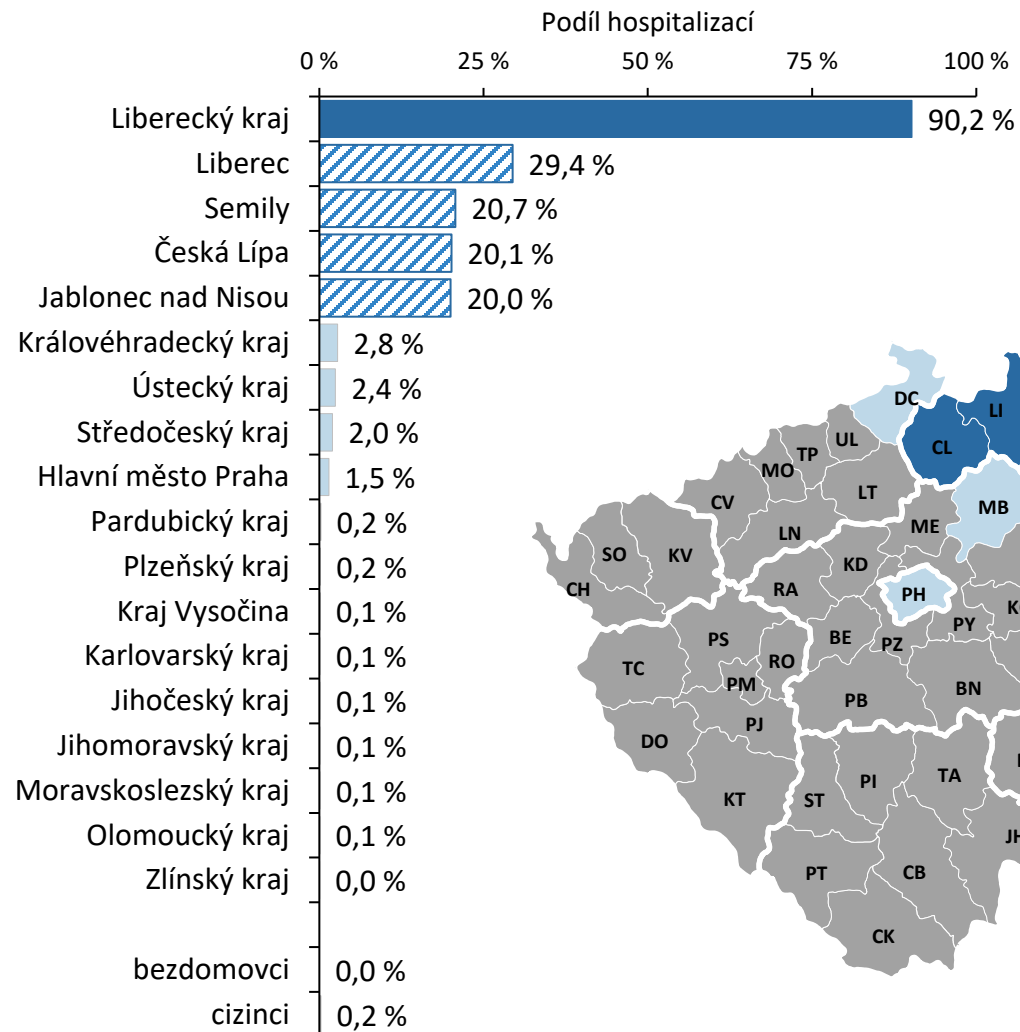 Podíl hospitalizací
0 % 25 % 50 % 75 % 100 %
Liberecký kraj 90,2 %
Liberec 29,4 %
Semily 20,7 %
Česká Lípa 20,1 %
Jablonec nad Nisou 20,0 %
Královéhradecký kraj 2,8 %
Ústecký kraj 2,4 %
Středočeský kraj 2,0 %
Hlavní město Praha 1,5 %
Pardubický kraj 0,2 %
Plzeňský kraj 0,2 %
Kraj Vysočina 0,1 %
Karlovarský kraj 0,1 %
Jihočeský kraj 0,1 %
Jihomoravský kraj 0,1 %
Moravskoslezský kraj 0,1 %
Olomoucký kraj 0,1 %
Zlínský kraj 0,0 %
bezdomovci 0,0 %
cizinci 0,2 %
DC
LI
UL
CL
TP
MO
LT
CV
MB
ME
LN
SO
KV
KD
CH
RA
PH
PY
BE
PS
PZ
RO
TC
PM
BN
PB
PJ
DO
TA
PI
KT
ST
JH
PT
CB
CK